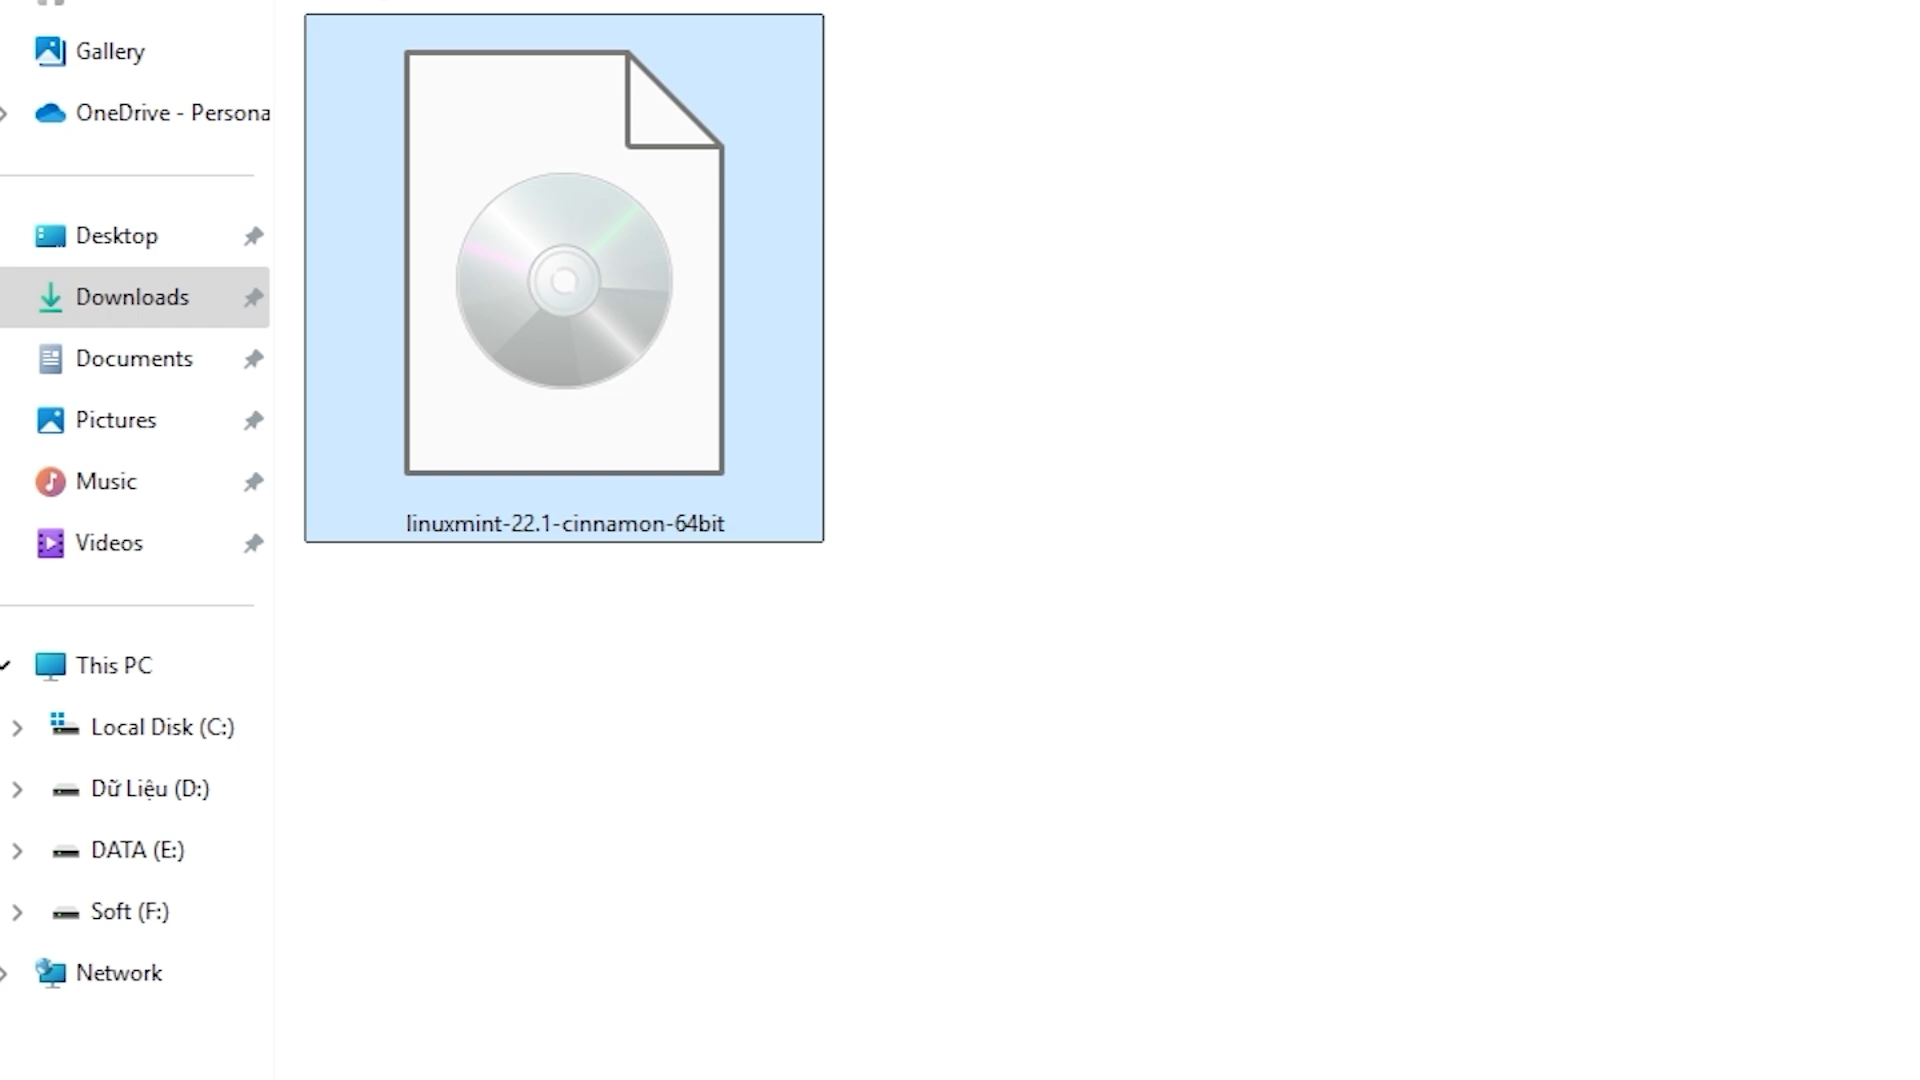 Gallery
OneDrive - Persona
Desktop
Downloads
Documents
Pictures
Music
Videos
This PC
Local Disk (C:)
Dữ Liệu (D:)
DATA (E:)
Soft (F:)
Network
linuxmint-22.1-cinnamon-64bit